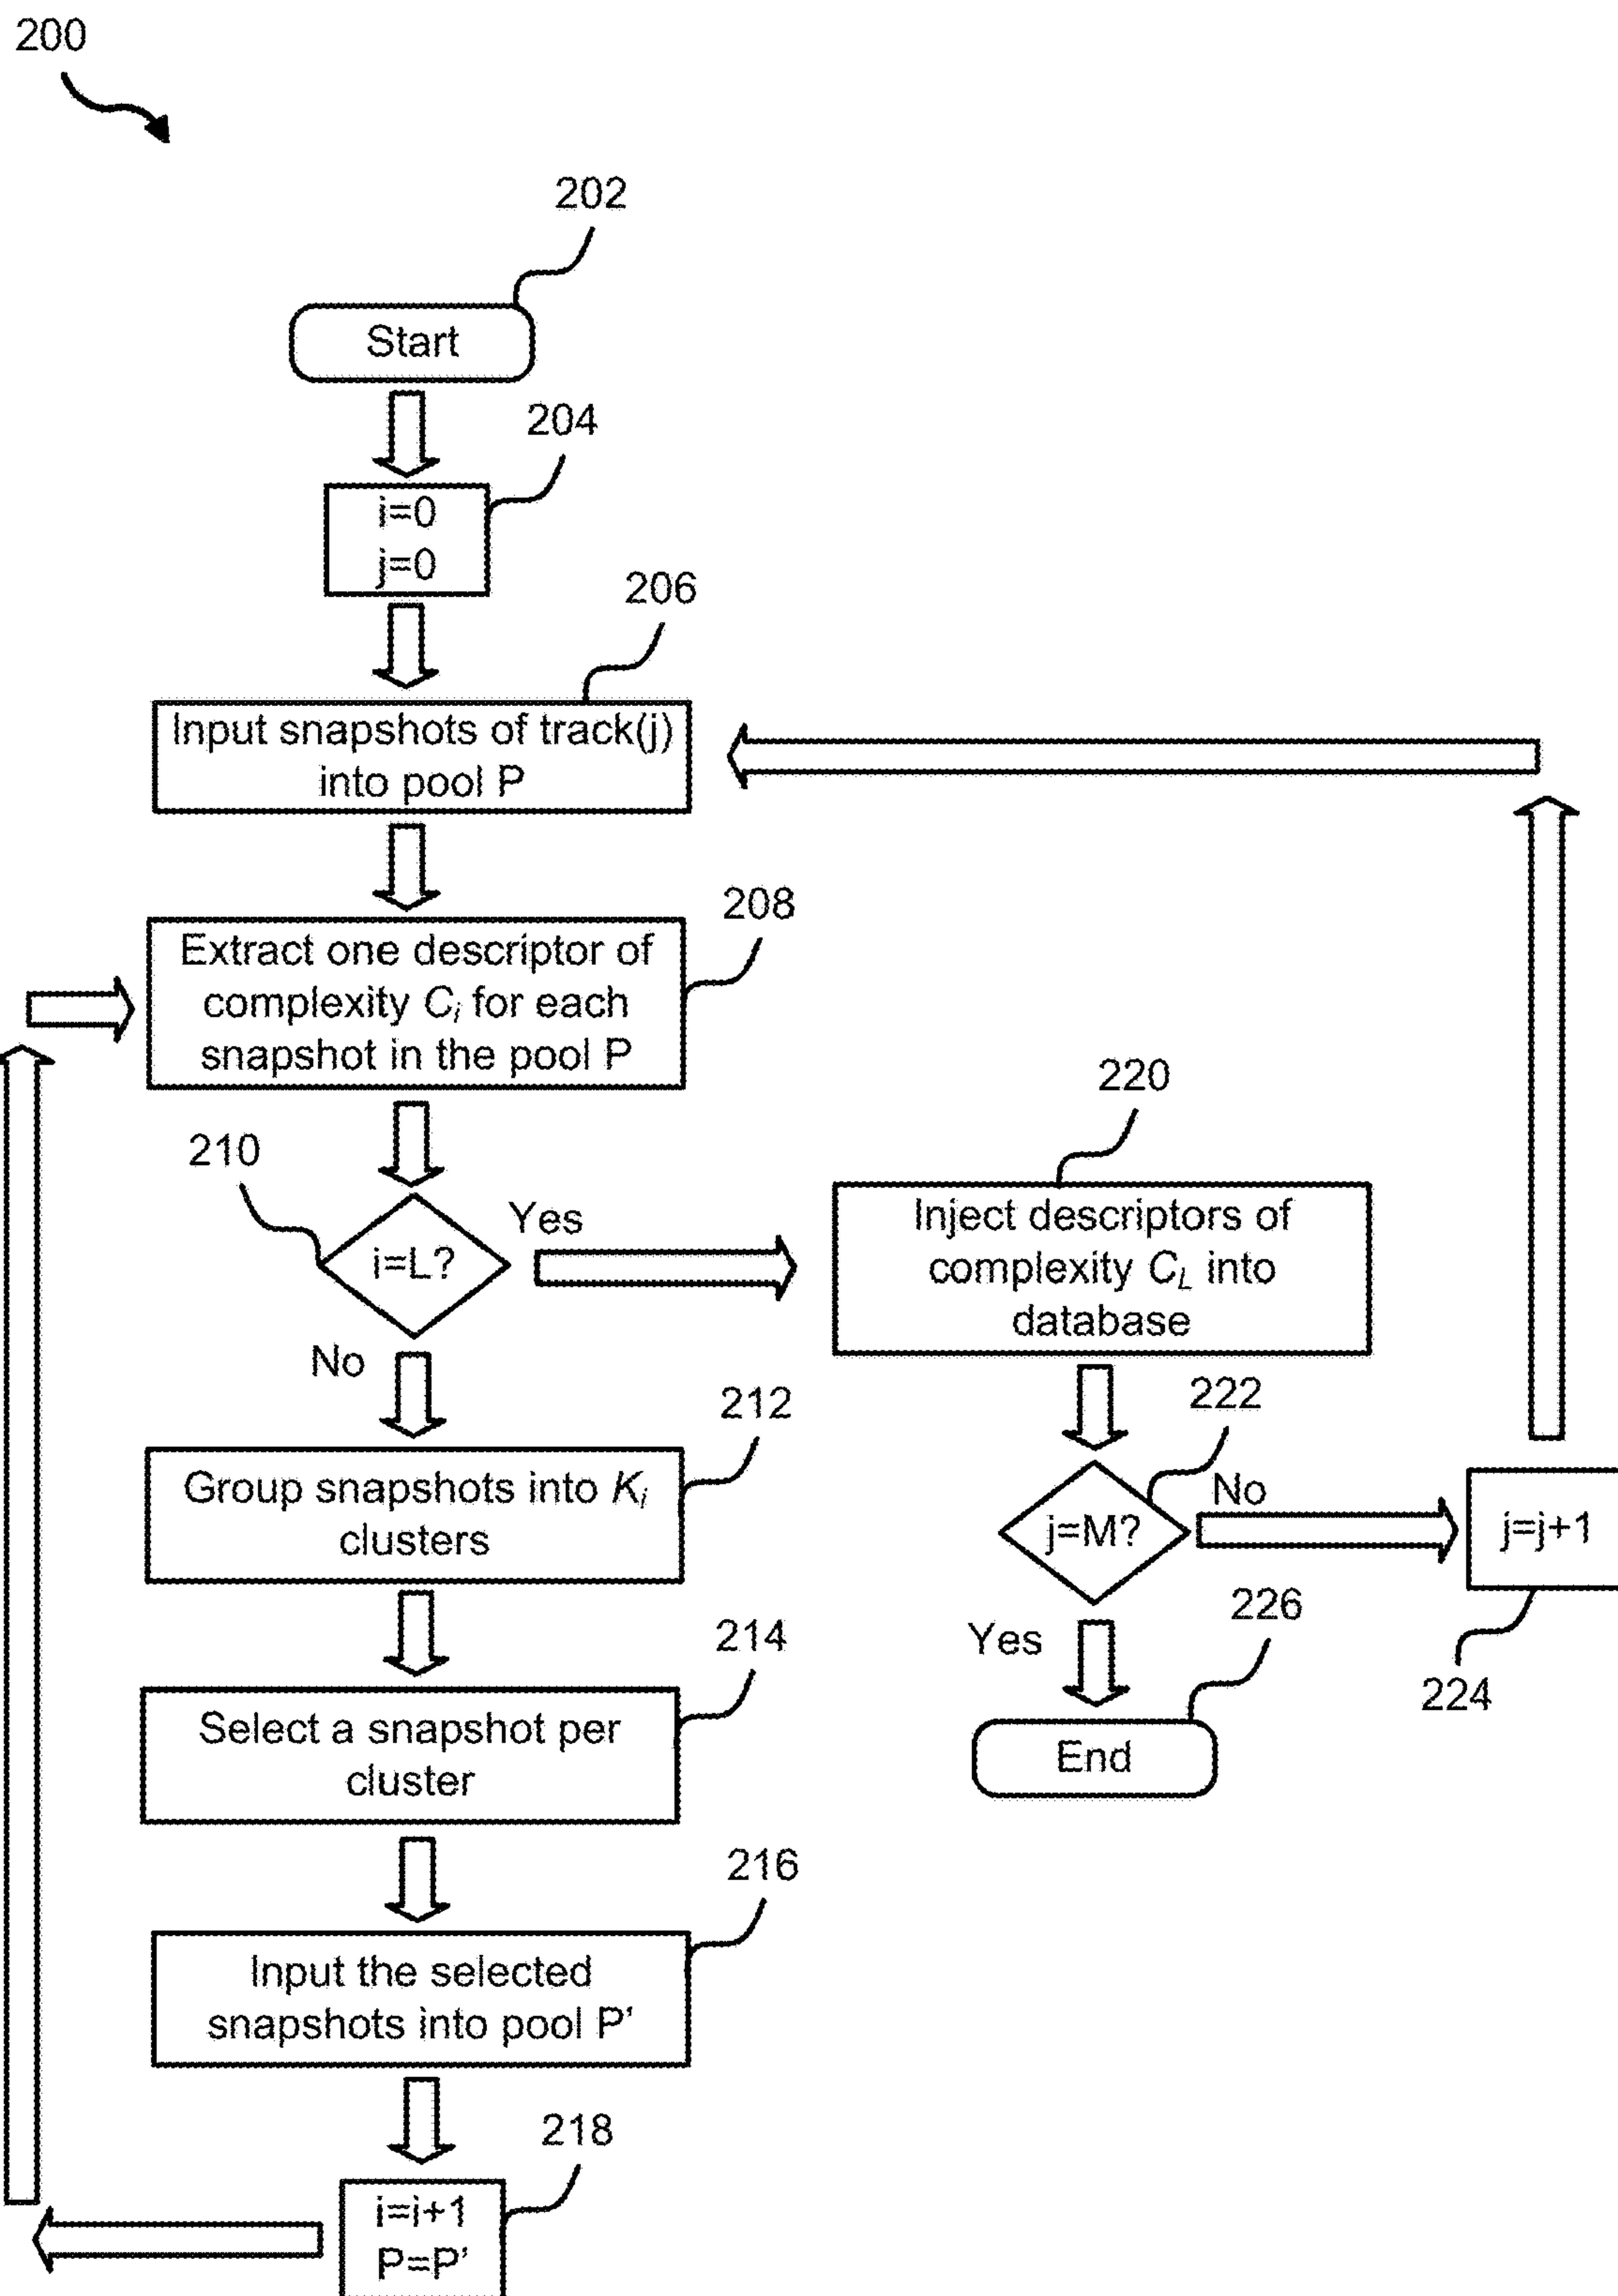 200
202
Start
204
i=0
j=0
206
Input snapshots of track(j)
into pool P
208
Extract one descriptor of
complexity Ci for each
snapshot in the pool P
210
i=L?
Yes
No
220
Inject descriptors of
complexity CL into
database
212
Group snapshots into Ki
clusters
222
j=M?
No
j=j+1
224
Yes
226
End
214
Select a snapshot per
cluster
216
Input the selected
snapshots into pool P'
218
i=i+1
P=P'